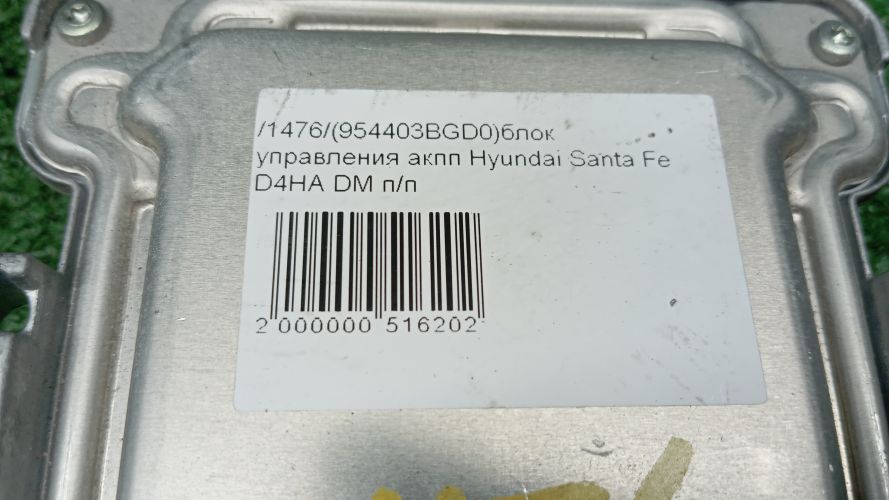 /1476/(954403BGD0)блок
управления акпп Hyundai Santa Fe
D4HA DM п/п
2 000000 516202